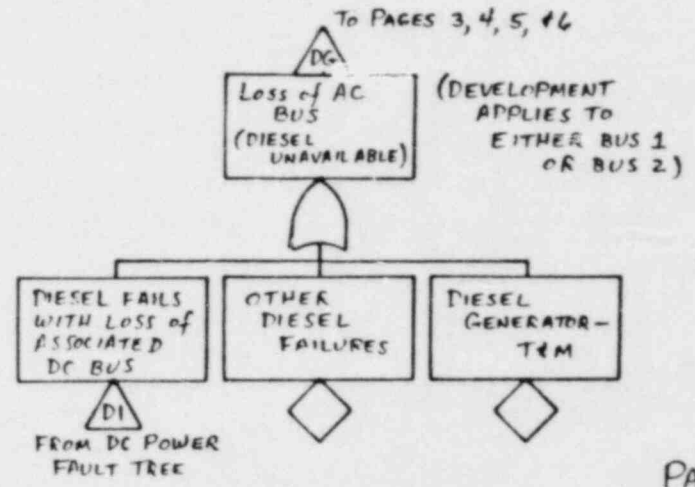 TO PAGES 3, 4, 5, &6
DG
LOSS of AC
BUS
(DIESEL
UNAVAILABLE)
(DEVELOPMENT
APPLIES TO
EITHER BUS 1
OR BUS 2)
DIESEL FAILS
WITH LOSS of
ASSOCIATED
DC BUS
OTHER
DIESEL
FAILURES
DIESEL
GENERATOR-
T&M
D1
FROM DC POWER
FAULT TREE
PA